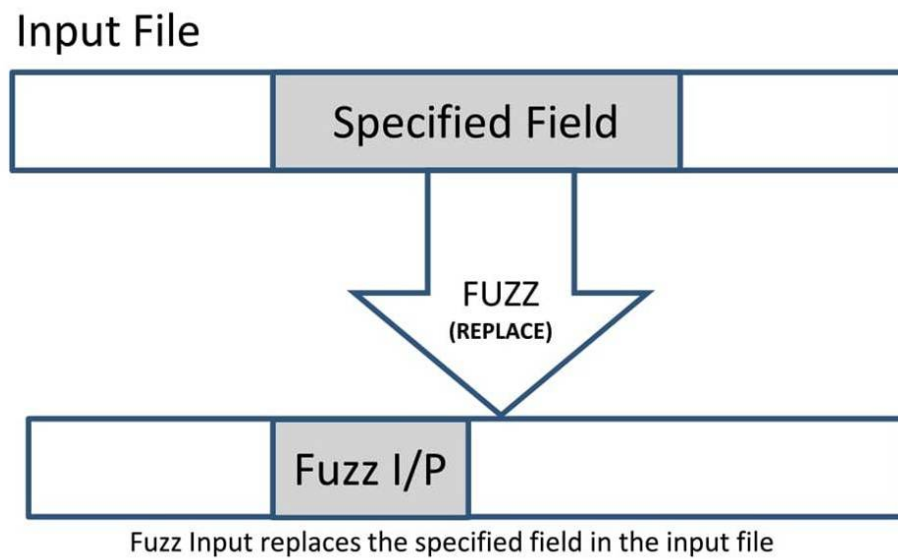 Input File
Specified Field
FUZZ
(REPLACE)
Fuzz I/P
Fuzz Input replaces the specified field in the input file